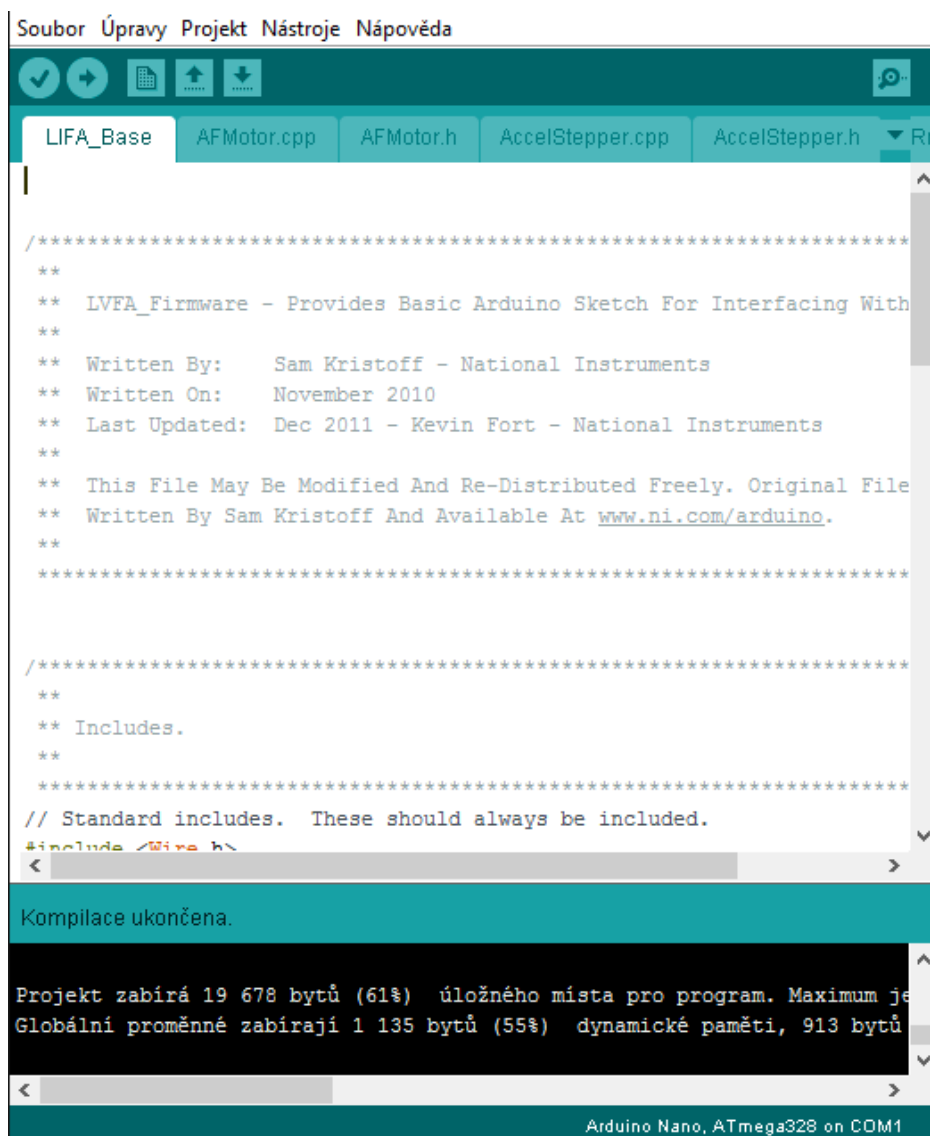 Soubor Úpravy Projekt Nástroje Nápověda
LIFA_Base AFMotor.cpp AFMotor.h AccelStepper.cpp AccelStepper.h
/**********************************************************************
**
** LVFA_Firmware - Provides Basic Arduino Sketch For Interfacing With
**
** Written By: Sam Kristoff - National Instruments
** Written On: November 2010
** Last Updated: Dec 2011 - Kevin Fort - National Instruments
**
** This File May Be Modified And Re-Distributed Freely. Original File
** Written By Sam Kristoff And Available At www.ni.com/arduino.
**
**********************************************************************
/**********************************************************************
**
** Includes.
**
**********************************************************************
// Standard includes. These should always be included.
#include <Wire.h>
Kompilace ukončena.
Projekt zabírá 19 678 bytů (61%) úložného místa pro program. Maximum je
Globální proměnné zabírají 1 135 bytů (55%) dynamické paměti, 913 bytů
Arduino Nano, ATmega328 on COM1